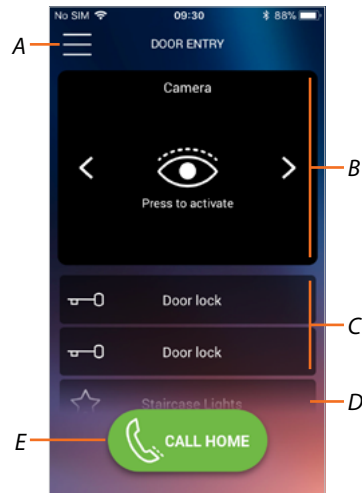 No SIM 09:30 88%
A DOOR ENTRY
Camera
B
Press to activate
Door lock
C
Door lock
Staircase Lights D
E CALL HOME